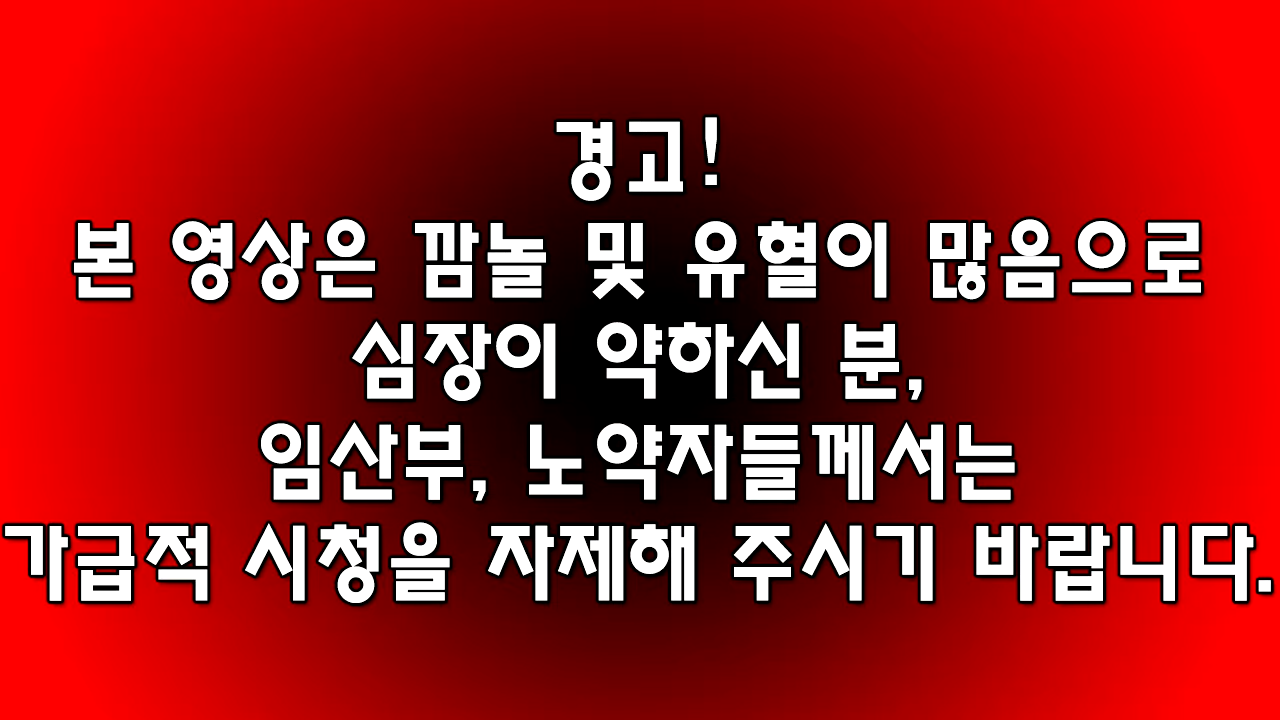 경고!
본 영상은 깜놀 및 유혈이 많음으로
심장이 약하신 분,
임산부, 노약자들께서는
가급적 시청을 자제해 주시기 바랍니다.